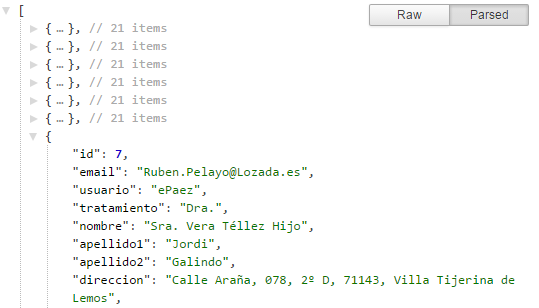 [
Raw Parsed
{ … }, // 21 items
{ … }, // 21 items
{ … }, // 21 items
{ … }, // 21 items
{ … }, // 21 items
{ … }, // 21 items
{
"id": 7,
"email": "Ruben.Pelayo@Lozada.es",
"usuario": "ePaez",
"tratamiento": "Dra.",
"nombre": "Sra. Vera Téllez Hijo",
"apellido1": "Jordi",
"apellido2": "Galindo",
"direccion": "Calle Araña, 078, 2º D, 71143, Villa Tijerina de
Lemos",